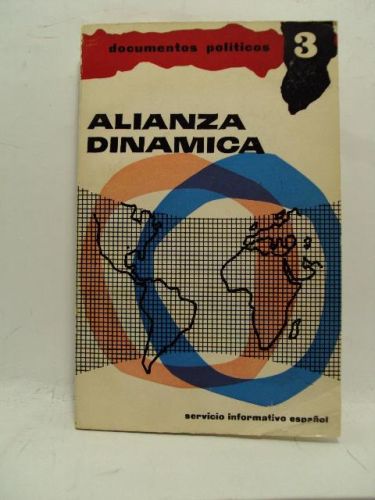 documentos políticos 3
ALIANZA
DINAMICA
servicio informativo español